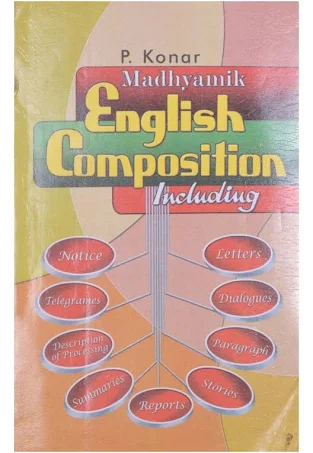 P. Konar
Madhyamik
English
Composition
Including
Notice
Letters
Telegrames
Dialogues
Description
of Processing
Paragraph
Summaries
Stories
Reports